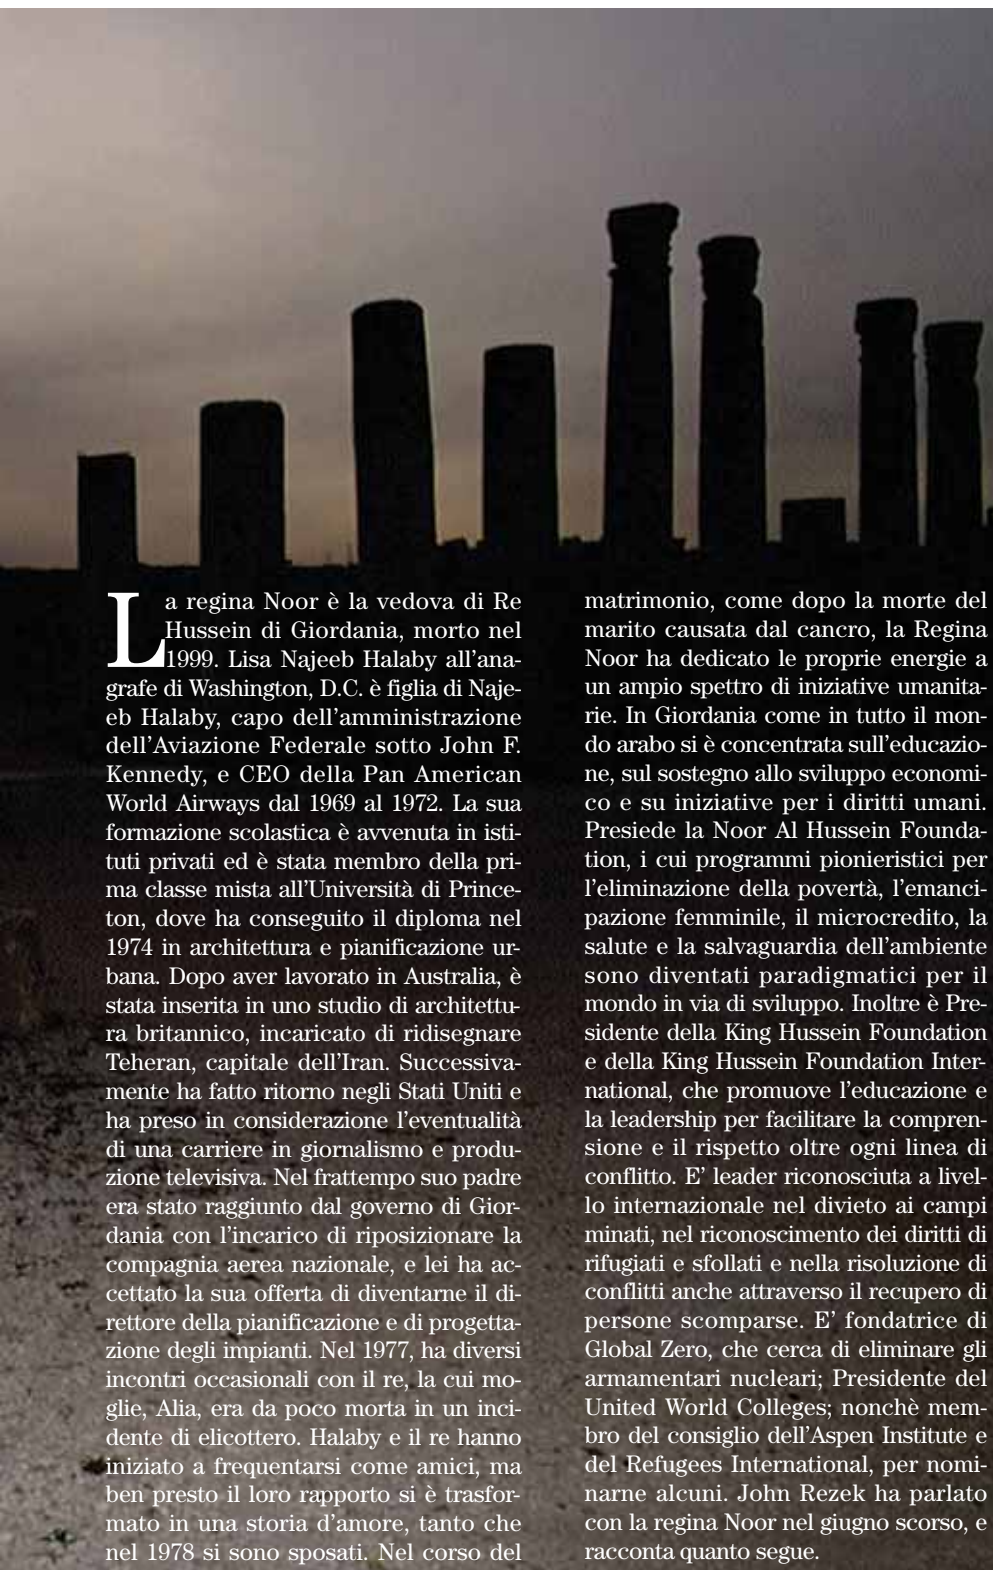 La regina Noor è la vedova di Re
Hussein di Giordania, morto nel
1999. Lisa Najeeb Halaby all'ana-
grafe di Washington, D.C. è figlia di Naje-
eb Halaby, capo dell'amministrazione
dell'Aviazione Federale sotto John F.
Kennedy, e CEO della Pan American
World Airways dal 1969 al 1972. La sua
formazione scolastica è avvenuta in isti-
tuti privati ed è stata membro della pri-
ma classe mista all'Università di Prince-
ton, dove ha conseguito il diploma nel
1974 in architettura e pianificazione ur-
bana. Dopo aver lavorato in Australia, è
stata inserita in uno studio di architettu-
ra britannico, incaricato di ridisegnare
Teheran, capitale dell'Iran. Successiva-
mente ha fatto ritorno negli Stati Uniti e
ha preso in considerazione l'eventualità
di una carriere in giornalismo e produ-
zione televisiva. Nel frattempo suo padre
era stato raggiunto dal governo di Gior-
dania con l'incarico di riposizionare la
compagnia aerea nazionale, e lei ha ac-
cettato la sua offerta di diventarne il di-
rettore della pianificazione e di progetta-
zione degli impianti. Nel 1977, ha diversi
incontri occasionali con il re, la cui mo-
glie, Alia, era da poco morta in un inci-
dente di elicottero. Halaby e il re hanno
iniziato a frequentarsi come amici, ma
ben presto il loro rapporto si è trasfor-
mato in una storia d'amore, tanto che
nel 1978 si sono sposati. Nel corso del
matrimonio, come dopo la morte del
marito causata dal cancro, la Regina
Noor ha dedicato le proprie energie a
un ampio spettro di iniziative umanita-
rie. In Giordania come in tutto il mon-
do arabo si è concentrata sull'educazio-
ne, sul sostegno allo sviluppo economi-
co e su iniziative per i diritti umani.
Presiede la Noor Al Hussein Founda-
tion, i cui programmi pionieristici per
l'eliminazione della povertà, l'emanci-
pazione femminile, il microcredito, la
salute e la salvaguardia dell'ambiente
sono diventati paradigmatici per il
mondo in via di sviluppo. Inoltre è Pre-
sidente della King Hussein Foundation
e della King Hussein Foundation Inter-
national, che promuove l'educazione e
la leadership per facilitare la compren-
sione e il rispetto oltre ogni linea di
conflitto. E' leader riconosciuta a livel-
lo internazionale nel divieto ai campi
minati, nel riconoscimento dei diritti di
rifugiati e sfollati e nella risoluzione di
conflitti anche attraverso il recupero di
persone scomparse. E' fondatrice di
Global Zero, che cerca di eliminare gli
armamentari nucleari; Presidente del
United World Colleges; nonchè mem-
bro del consiglio dell'Aspen Institute e
del Refugees International, per nomi-
narne alcuni. John Rezek ha parlato
con la regina Noor nel giugno scorso, e
racconta quanto segue.